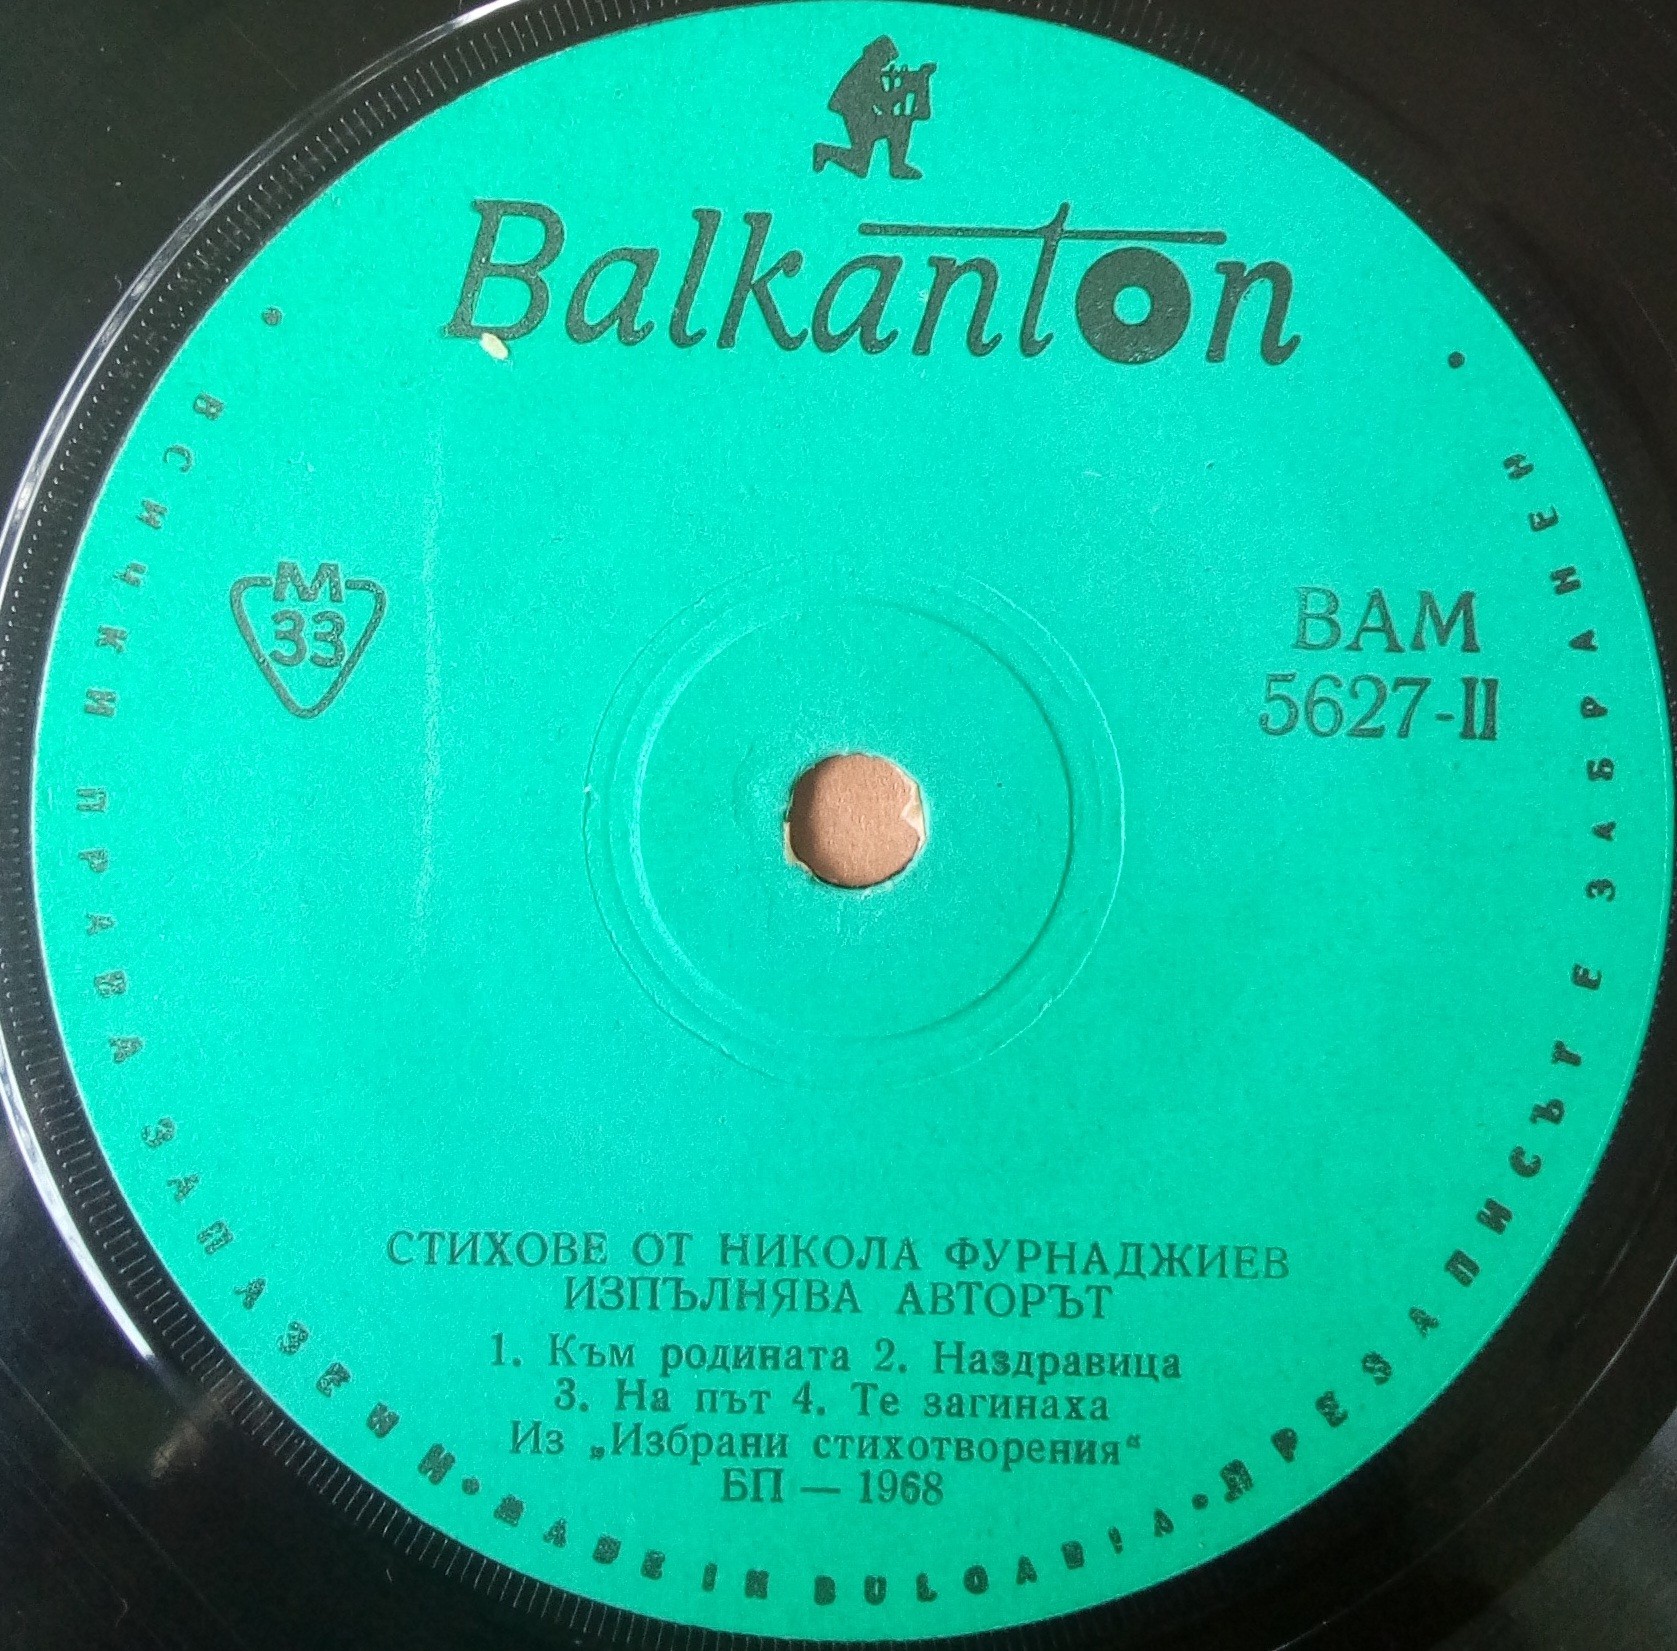 Balkanton
M
33
ВАМ
5627-II
СТИХОВЕ ОТ НИКОЛА ФУРНАДЖИЕВ
ИЗПЪЛНЯВА АВТОРЪТ
1. Към родината 2. Наздравица
3. На път 4. Те загинаха
Из „Избрани стихотворения“
БП — 1968
• ВСИЧКИ ПРАВА ЗАПАЗЕНИ • MADE IN BULGARIA • ПРЕЗАПИСЪТ Е ЗАБРАНЕН •